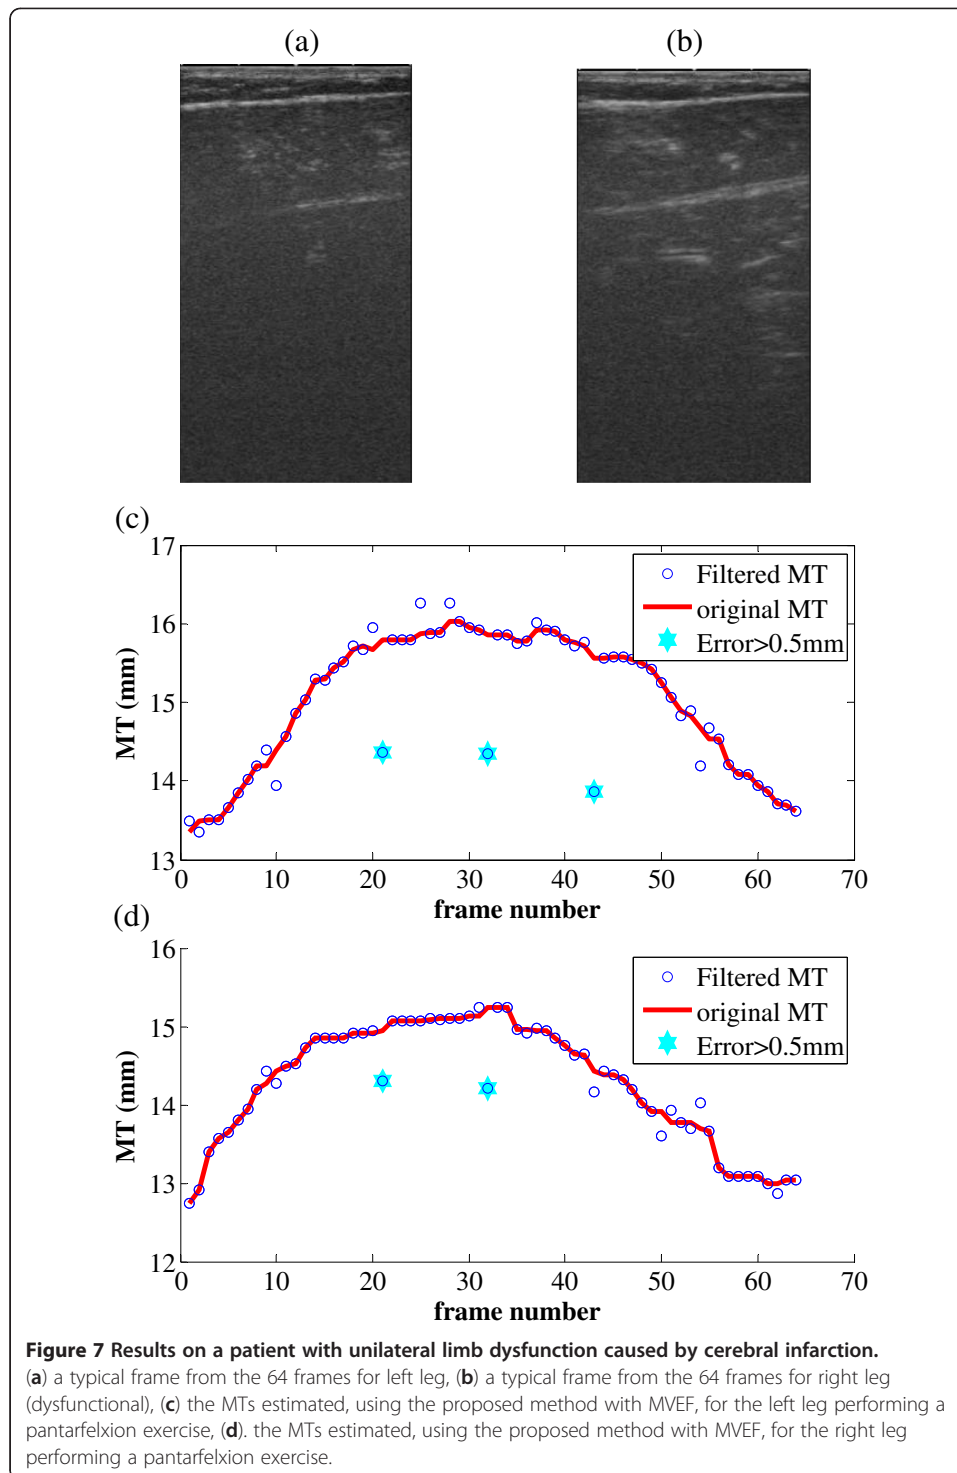 (a)
(b)
(c)
17
16
15
14
13
MT (mm)
Filtered MT
original MT
Error>0.5mm
0 10 20 30 40 50 60 70
frame number
(d)
16
15
14
13
12
MT (mm)
Filtered MT
original MT
Error>0.5mm
0 10 20 30 40 50 60 70
frame number
Figure 7 Results on a patient with unilateral limb dysfunction caused by cerebral infarction.
(a) a typical frame from the 64 frames for left leg, (b) a typical frame from the 64 frames for right leg
(dysfunctional), (c) the MTs estimated, using the proposed method with MVEF, for the left leg performing a
pantarfelxion exercise, (d). the MTs estimated, using the proposed method with MVEF, for the right leg
performing a pantarfelxion exercise.